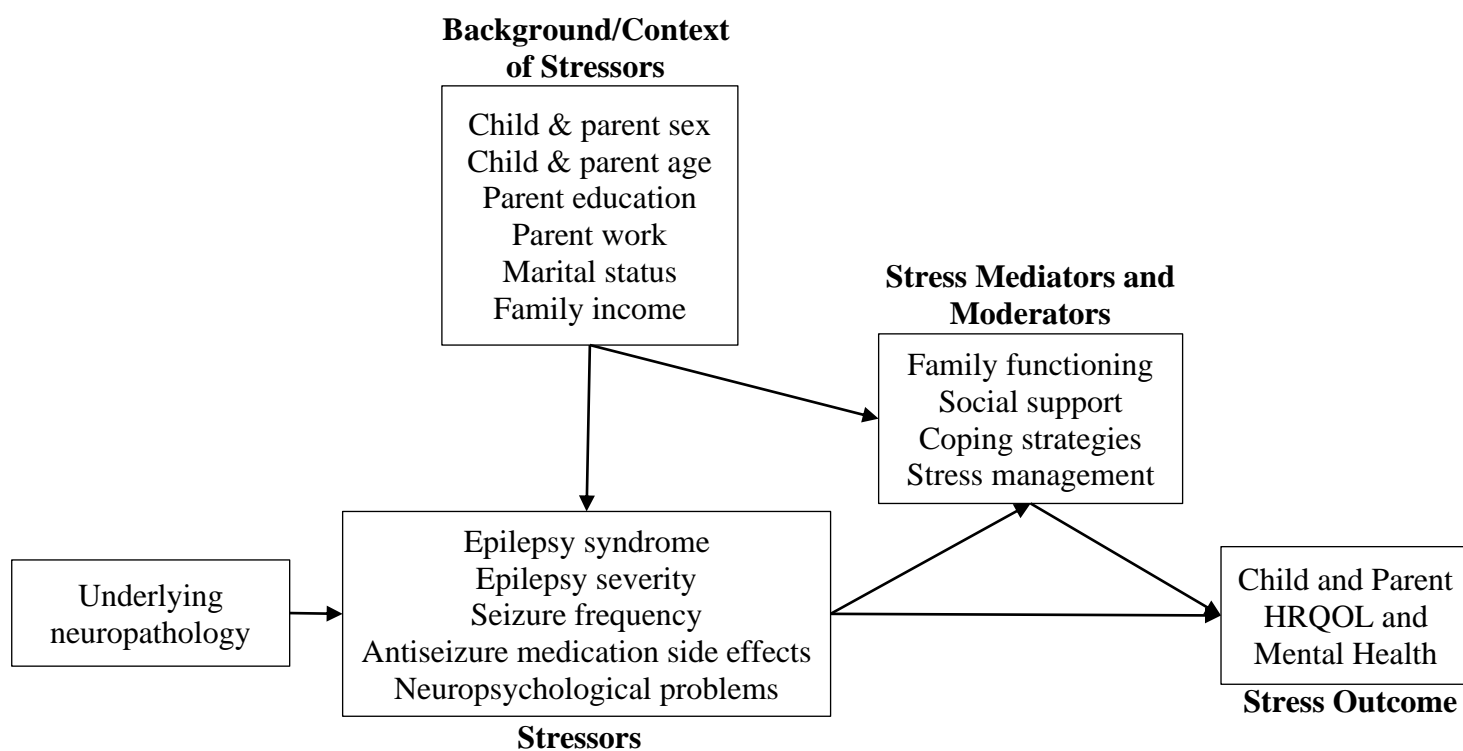 Background/Context
of Stressors
Child & parent sex
Child & parent age
Parent education
Parent work
Marital status
Family income
Stress Mediators and
Moderators
Family functioning
Social support
Coping strategies
Stress management
Underlying
neuropathology
Epilepsy syndrome
Epilepsy severity
Seizure frequency
Antiseizure medication side effects
Neuropsychological problems
Stressors
Child and Parent
HRQOL and
Mental Health
Stress Outcome